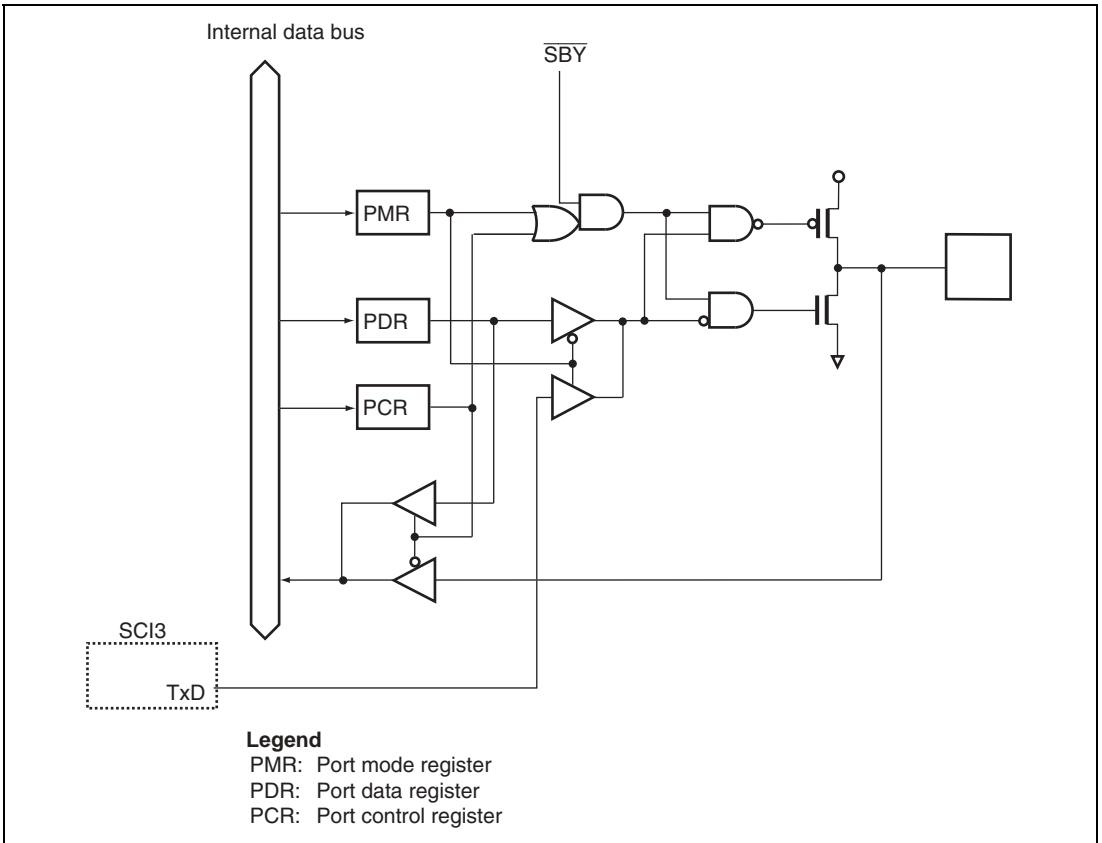 Internal data bus
SBY
PMR
PDR
PCR
SCI3
TxD
Legend
PMR: Port mode register
PDR: Port data register
PCR: Port control register